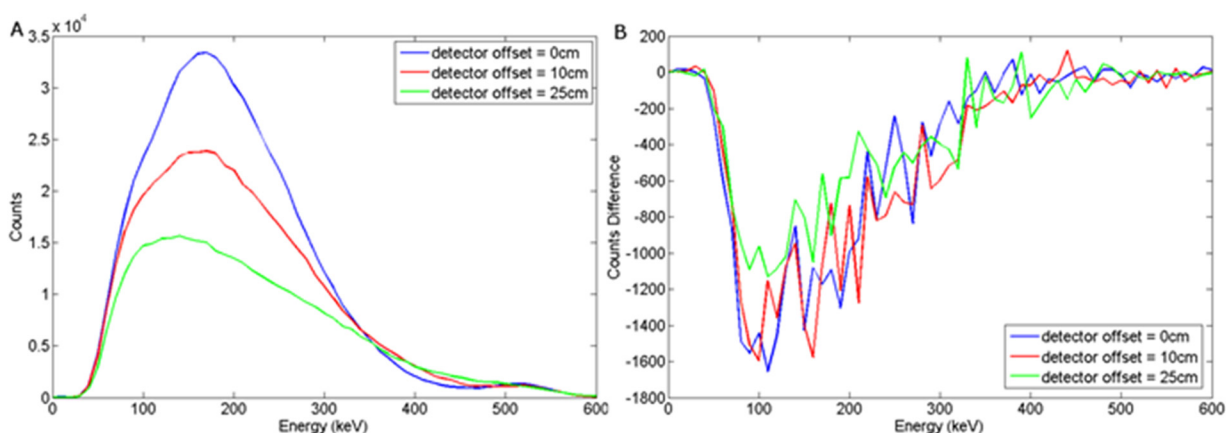 A
3.5 x 10⁴
3
2.5
2
1.5
1
0.5
0
Counts
0 100 200 300 400 500 600
Energy (keV)
detector offset = 0cm
detector offset = 10cm
detector offset = 25cm
B
200
0
-200
-400
-600
-800
-1000
-1200
-1400
-1600
-1800
Counts Difference
0 100 200 300 400 500 600
Energy (keV)
detector offset = 0cm
detector offset = 10cm
detector offset = 25cm